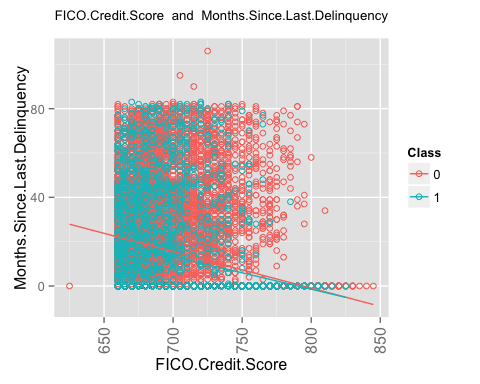 FICO.Credit.Score and Months.Since.Last.Delinquency
Months.Since.Last.Delinquency
80
40
0
650
700
750
800
850
FICO.Credit.Score
Class
0
1